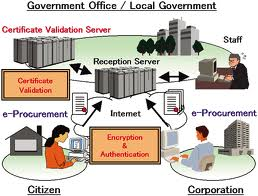 Government Office / Local Government
Certificate Validation Server
Staff
Reception Server
Certificate
Validation
e-Procurement
Internet
e-Procurement
Encryption
&
Authentication
Citizen
Corporation